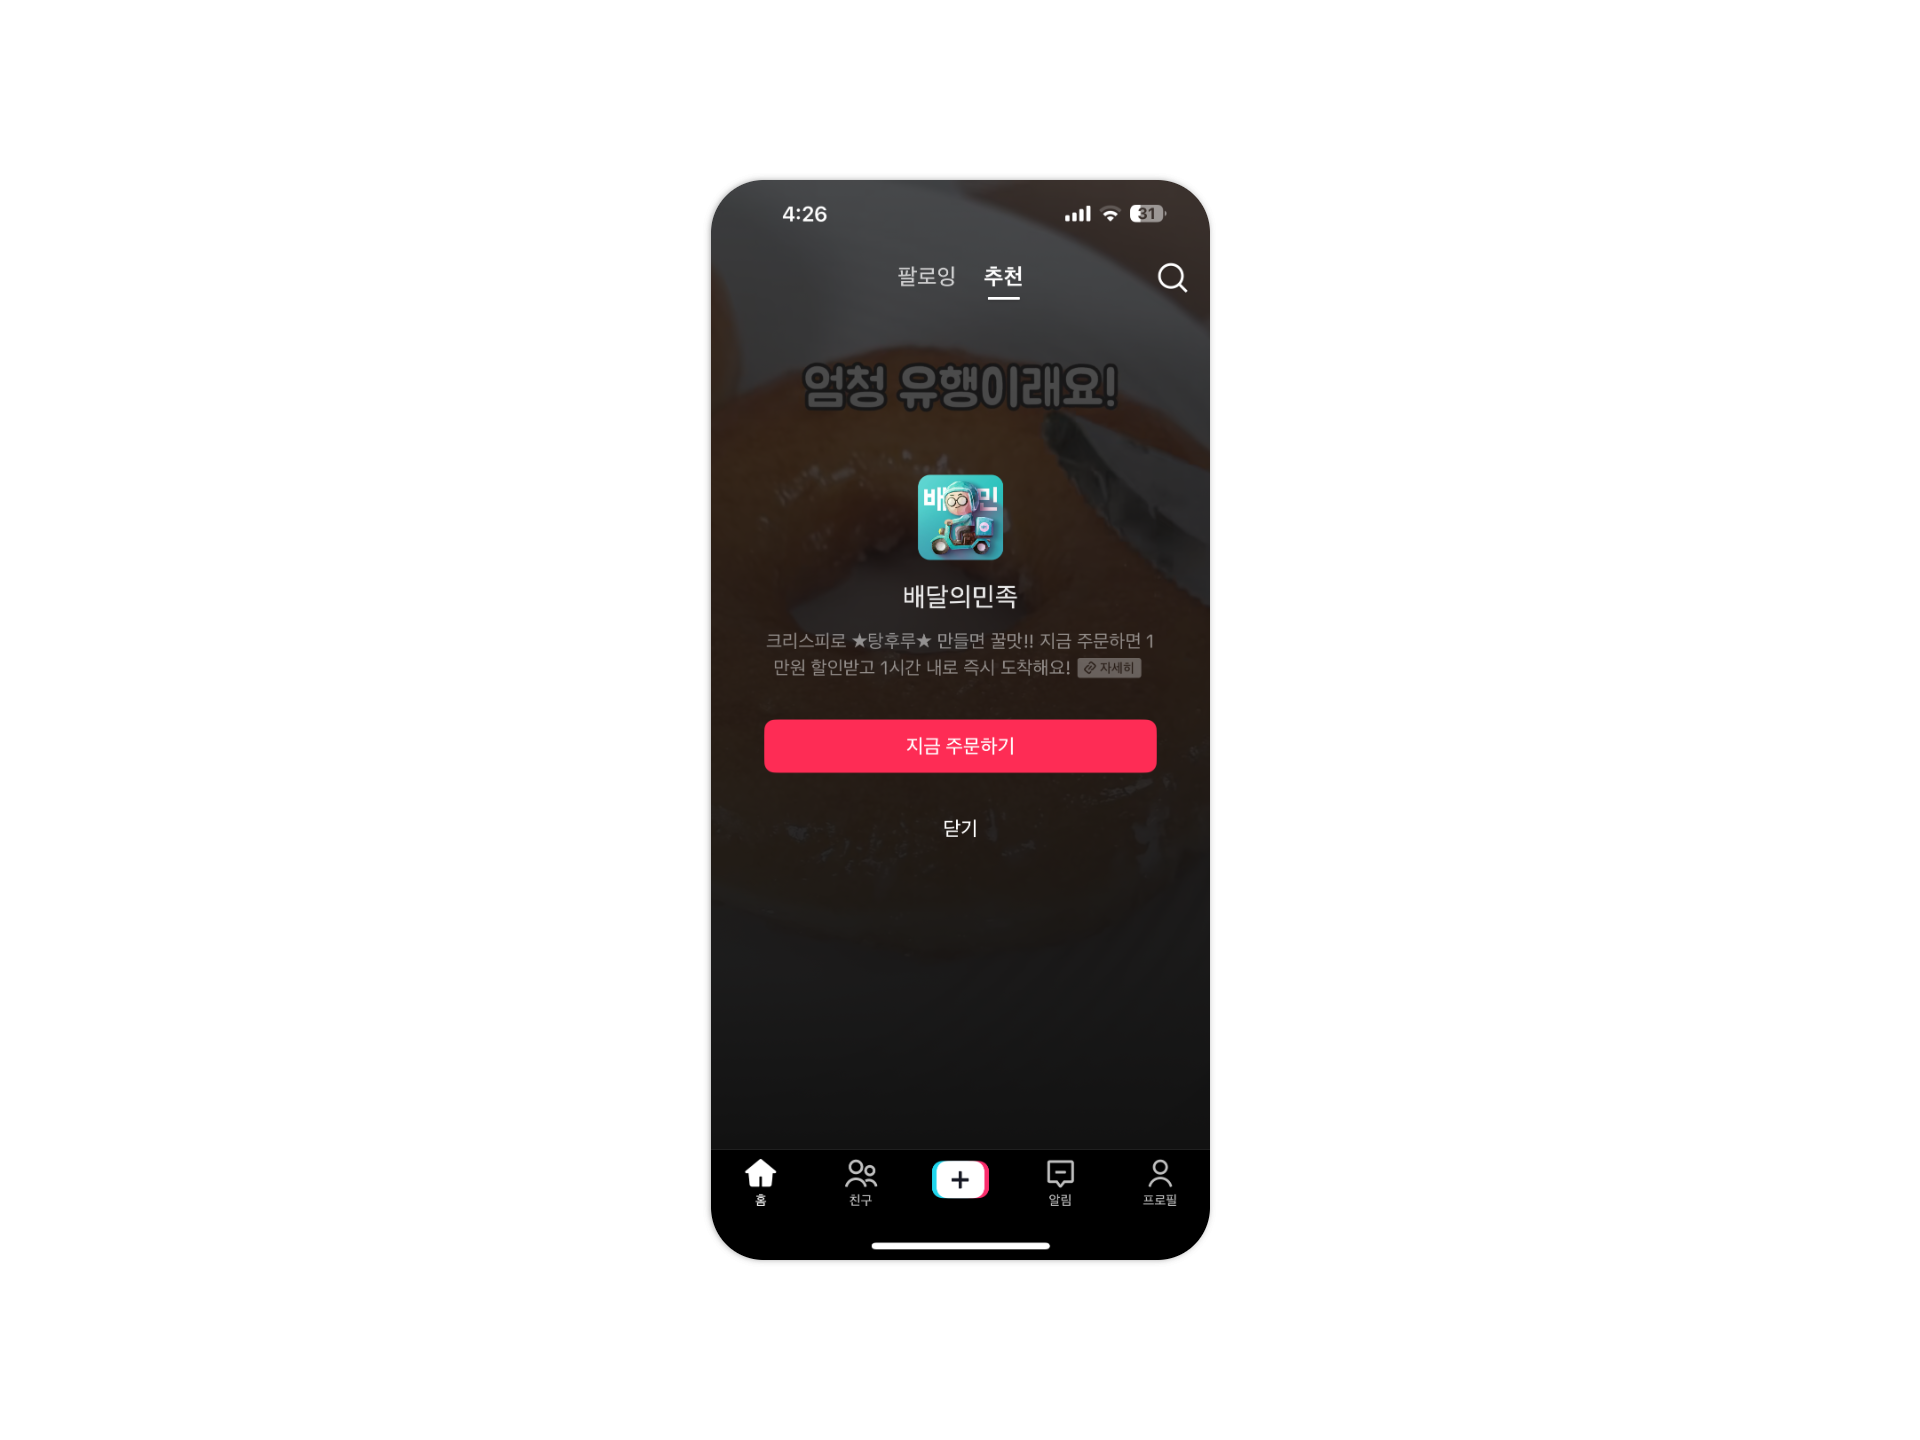 4:26
31
팔로잉 추천
엄청 유행이래요!
배 민
배달의민족
크리스피로 ★탕후루★ 만들면 꿀맛!! 지금 주문하면 1
만원 할인받고 1시간 내로 즉시 도착해요! 자세히
지금 주문하기
닫기
홈 친구 알림 프로필